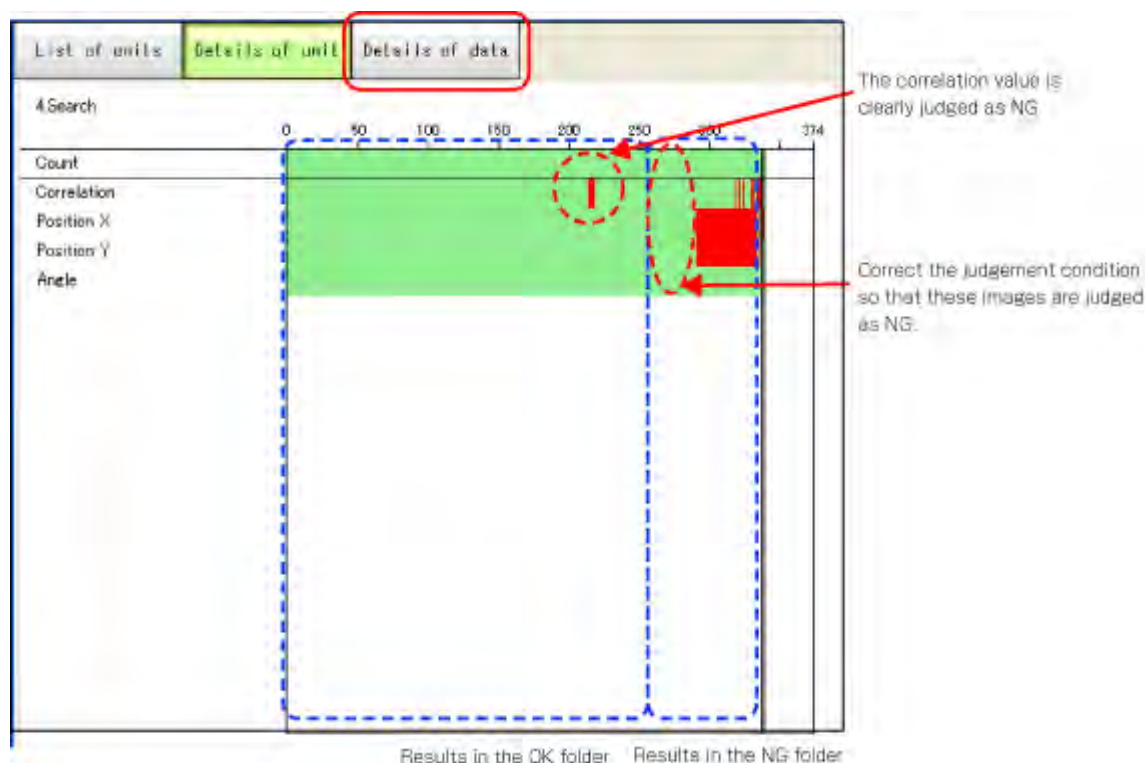 List of units Details of unit Details of data
The correlation value is
clearly judged as NG
4.Search
0 50 100 150 200 250 300 374
Count
Correlation
Position X
Position Y
Angle
Correct the judgement condition
so that these images are judged
as NG.
Results in the OK folder Results in the NG folder